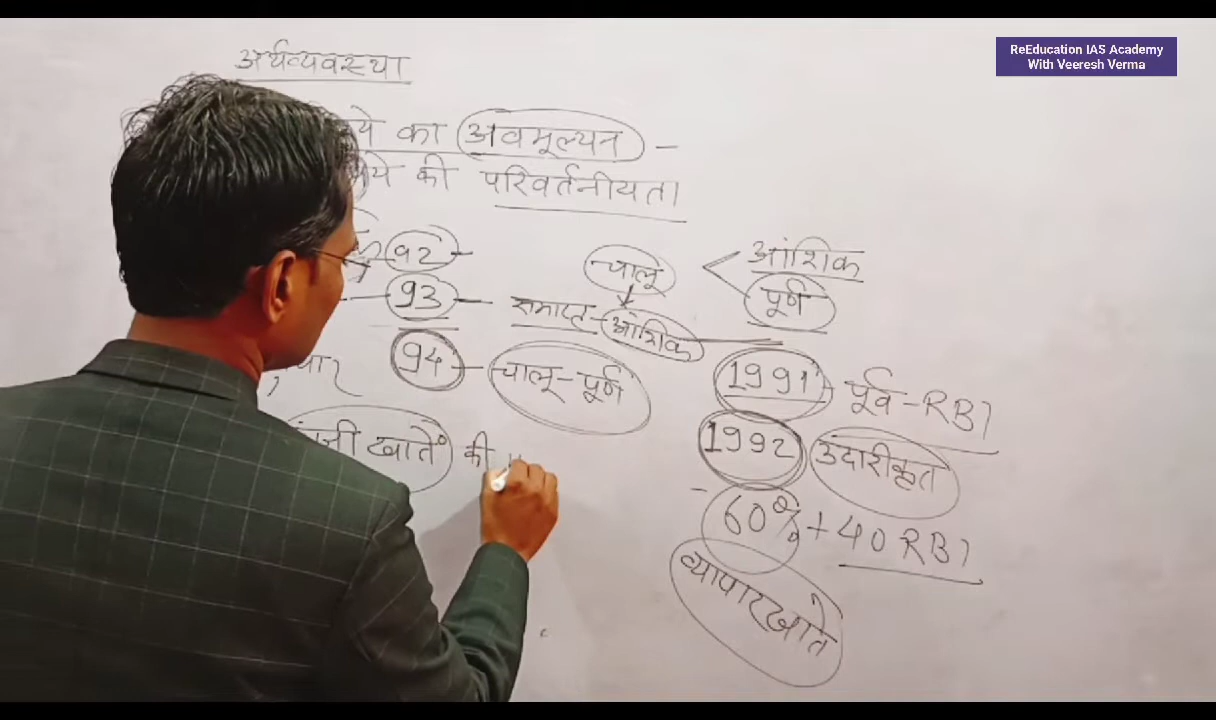 ReEducation IAS Academy
With Veeresh Verma
अर्थव्यवस्था
का अवमूल्यन –
की परिवर्तनीयता
92 –
चालू
आंशिक
पूर्ण
93 – समाप्त – आंशिक
94 – चालू – पूर्ण
1991 – पूर्व – RBI
1992 उदारीकृत
खाते की
60% + 40 RBI
व्यापार खाते